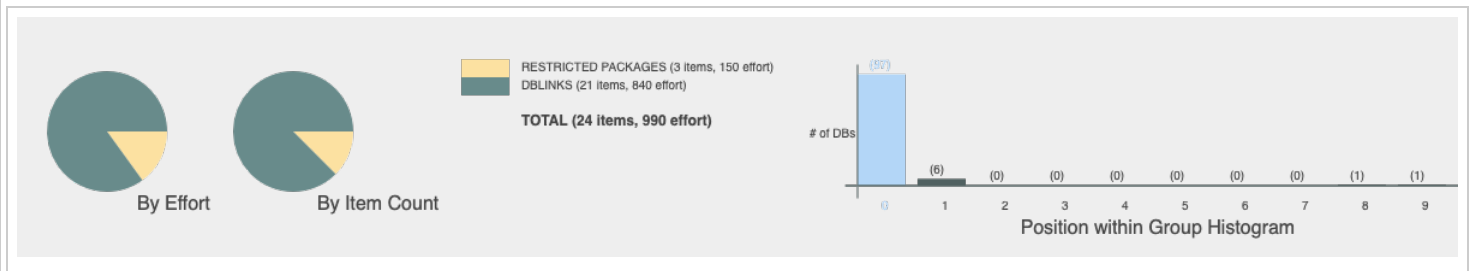 RESTRICTED PACKAGES (3 items, 150 effort)
DBLINKS (21 items, 840 effort)
TOTAL (24 items, 990 effort)
By Effort
By Item Count
(97)
# of DBs
(6)
(0)
(0)
(0)
(0)
(0)
(0)
(1)
(1)
0
1
2
3
4
5
6
7
8
9
Position within Group Histogram